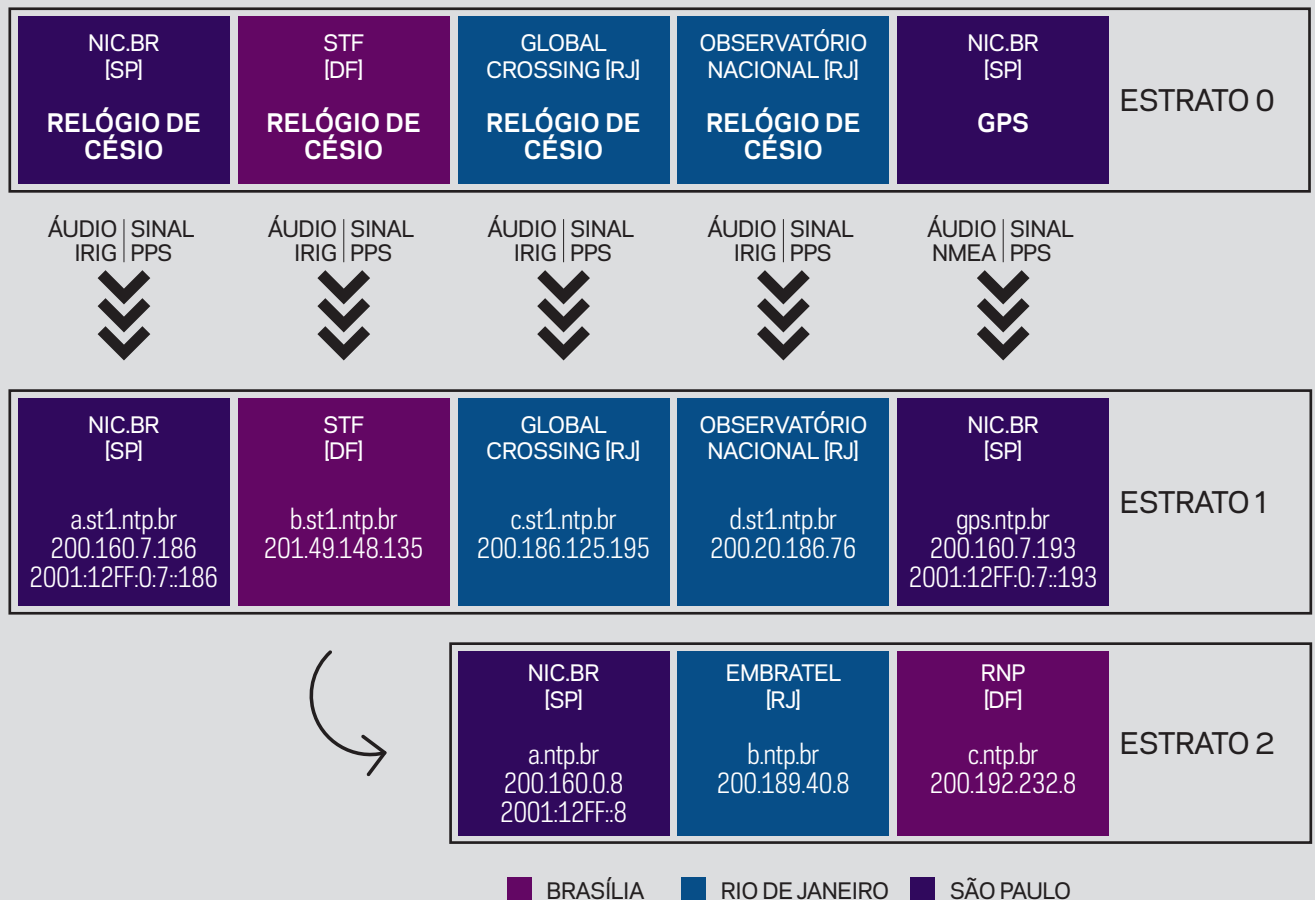 NIC.BR
[SP]
RELÓGIO DE
CÉSIO
STF
[DF]
RELÓGIO DE
CÉSIO
GLOBAL
CROSSING [RJ]
RELÓGIO DE
CÉSIO
OBSERVATÓRIO
NACIONAL [RJ]
RELÓGIO DE
CÉSIO
NIC.BR
[SP]
GPS
ESTRATO 0
ÁUDIO | SINAL
IRIG | PPS
ÁUDIO | SINAL
IRIG | PPS
ÁUDIO | SINAL
IRIG | PPS
ÁUDIO | SINAL
IRIG | PPS
ÁUDIO | SINAL
NMEA | PPS
NIC.BR
[SP]
a.st1.ntp.br
200.160.7.186
2001:12FF:0:7::186
STF
[DF]
b.st1.ntp.br
201.49.148.135
GLOBAL
CROSSING [RJ]
c.st1.ntp.br
200.186.125.195
OBSERVATÓRIO
NACIONAL [RJ]
d.st1.ntp.br
200.20.186.76
NIC.BR
[SP]
gps.ntp.br
200.160.7.193
2001:12FF:0:7::193
ESTRATO 1
NIC.BR
[SP]
a.ntp.br
200.160.0.8
2001:12FF::8
EMBRATEL
[RJ]
b.ntp.br
200.189.40.8
RNP
[DF]
c.ntp.br
200.192.232.8
ESTRATO 2
BRASÍLIA
RIO DE JANEIRO
SÃO PAULO